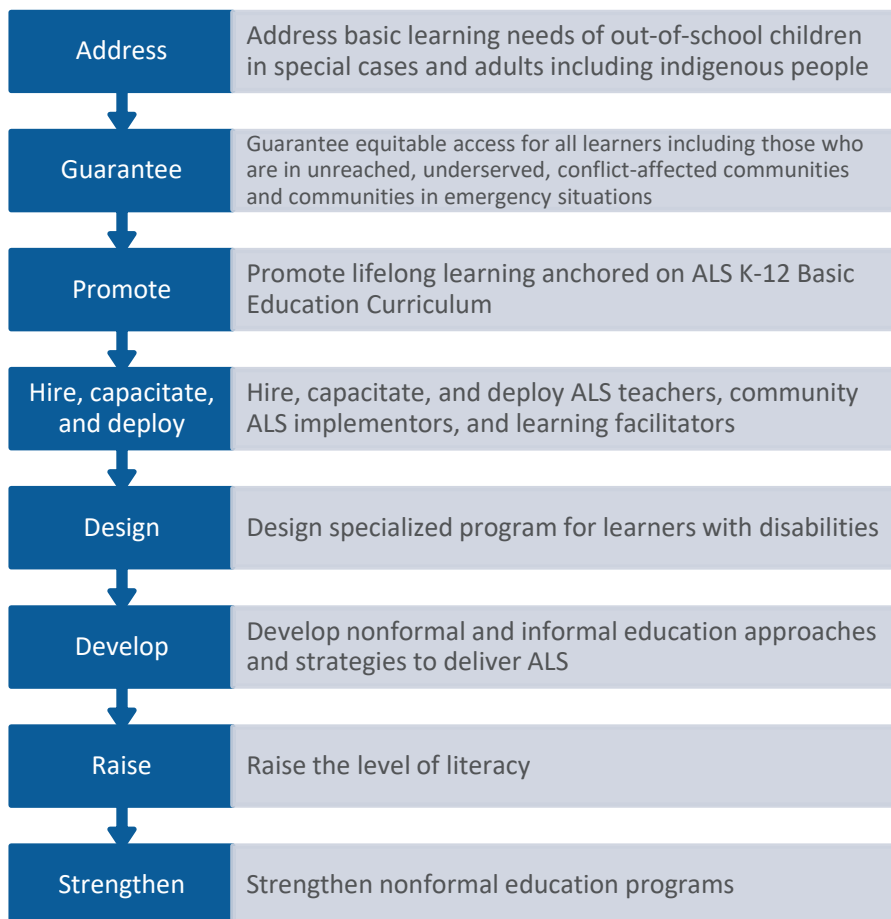 Address
Address basic learning needs of out-of-school children
in special cases and adults including indigenous people
Guarantee
Guarantee equitable access for all learners including those who
are in unreached, underserved, conflict-affected communities
and communities in emergency situations
Promote
Promote lifelong learning anchored on ALS K-12 Basic
Education Curriculum
Hire, capacitate,
and deploy
Hire, capacitate, and deploy ALS teachers, community
ALS implementors, and learning facilitators
Design
Design specialized program for learners with disabilities
Develop
Develop nonformal and informal education approaches
and strategies to deliver ALS
Raise
Raise the level of literacy
Strengthen
Strengthen nonformal education programs